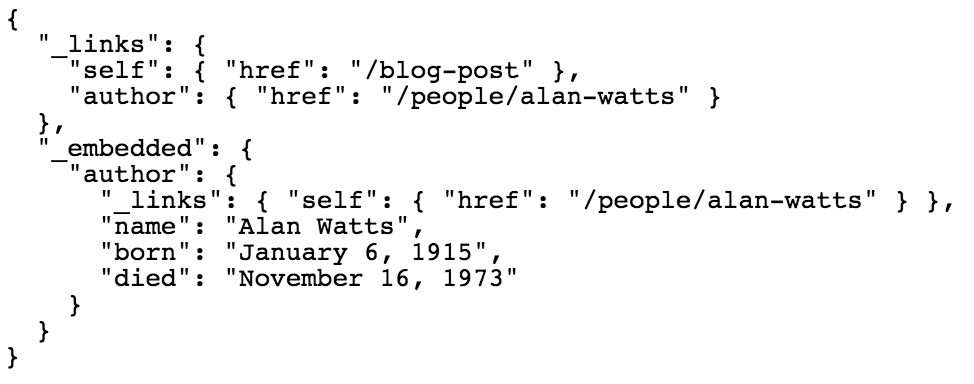 {
  "_links": {
    "self": { "href": "/blog-post" },
    "author": { "href": "/people/alan-watts" }
  },
  "_embedded": {
    "author": {
      "_links": { "self": { "href": "/people/alan-watts" } },
      "name": "Alan Watts",
      "born": "January 6, 1915",
      "died": "November 16, 1973"
    }
  }
}